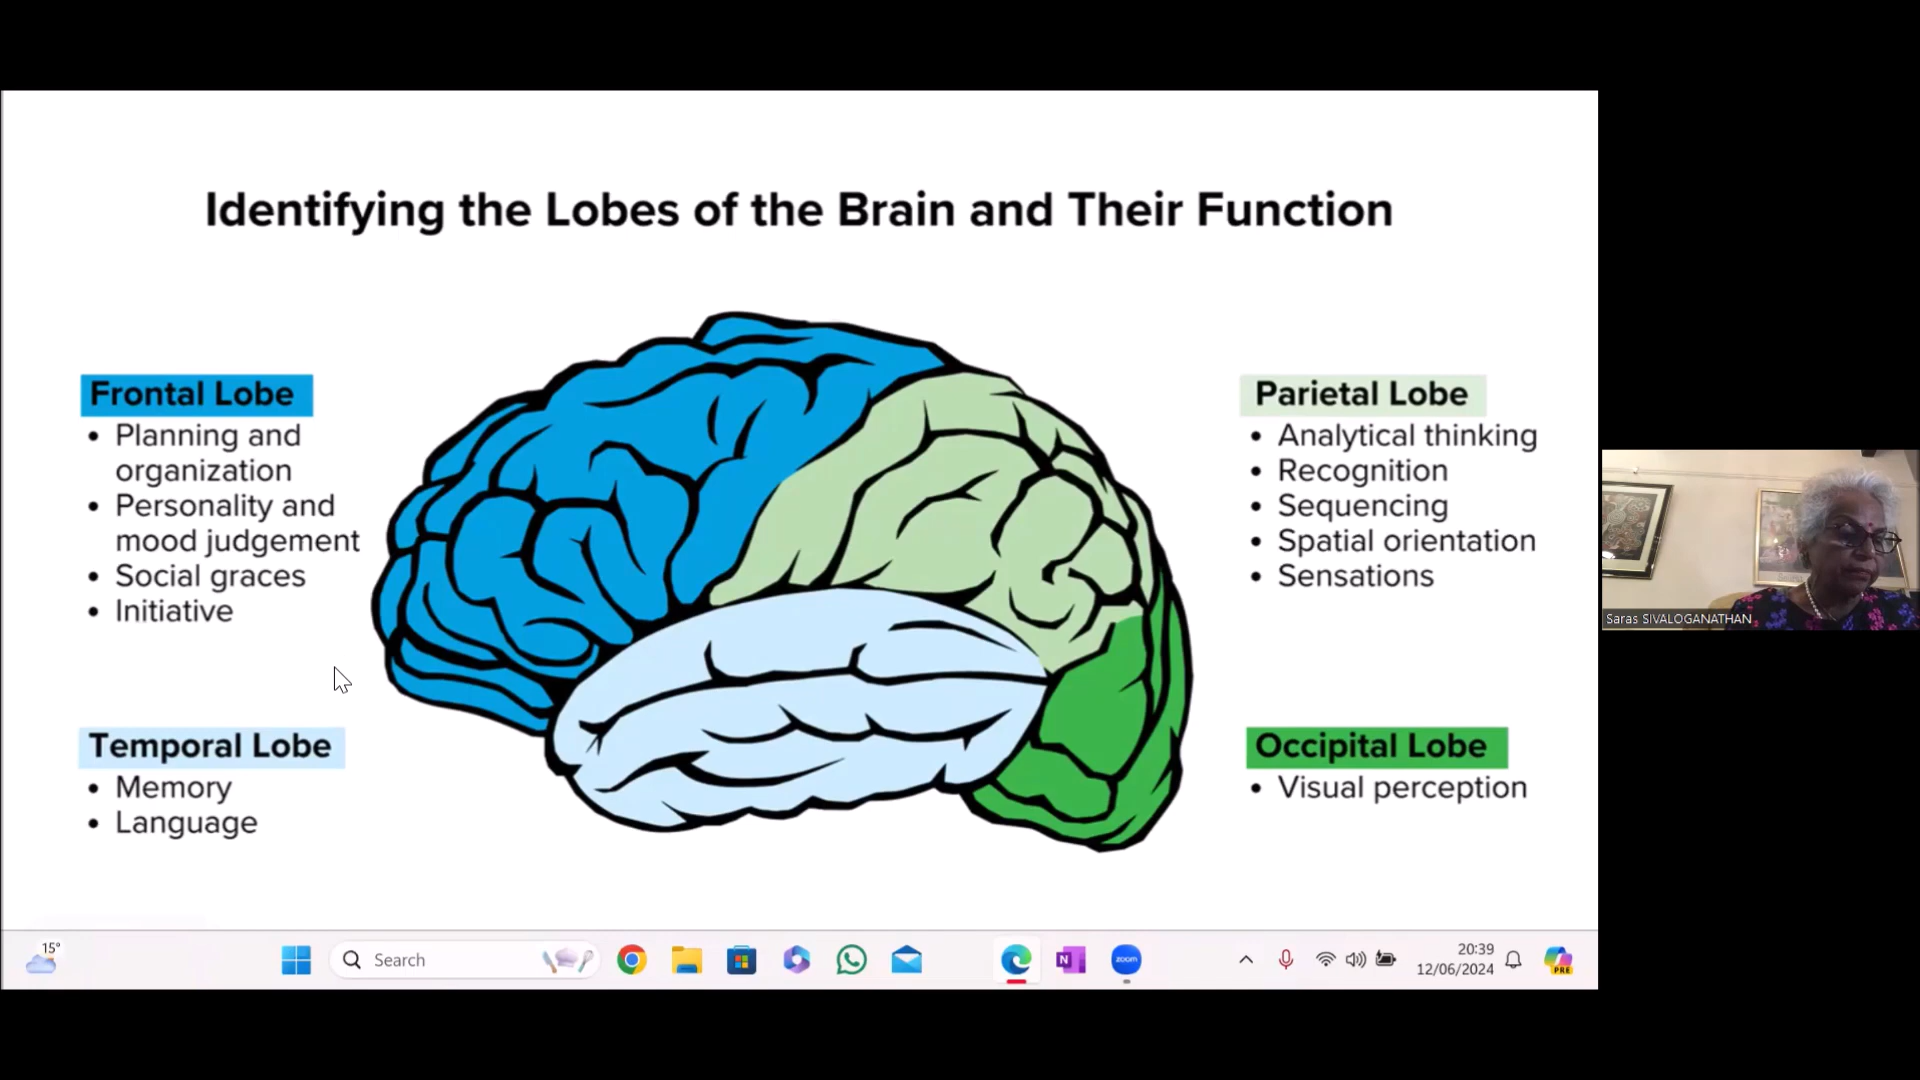 Identifying the Lobes of the Brain and Their Function
Frontal Lobe
• Planning and
organization
• Personality and
mood judgement
• Social graces
• Initiative
Temporal Lobe
• Memory
• Language
Parietal Lobe
• Analytical thinking
• Recognition
• Sequencing
• Spatial orientation
• Sensations
Occipital Lobe
• Visual perception
Saras SIVALOGANATHAN
15°
Search
N
zoom
20:39
12/06/2024
PRE